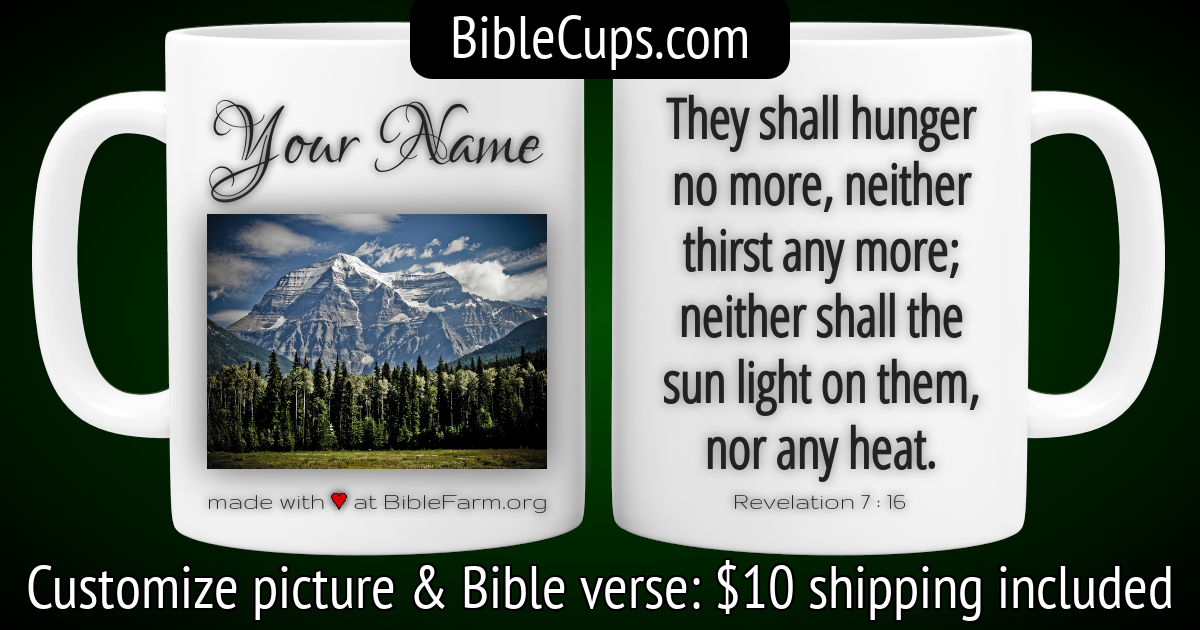 BibleCups.com
Your Name
made with ♥ at BibleFarm.org
They shall hunger
no more, neither
thirst any more;
neither shall the
sun light on them,
nor any heat.
Revelation 7 : 16
Customize picture & Bible verse: $10 shipping included